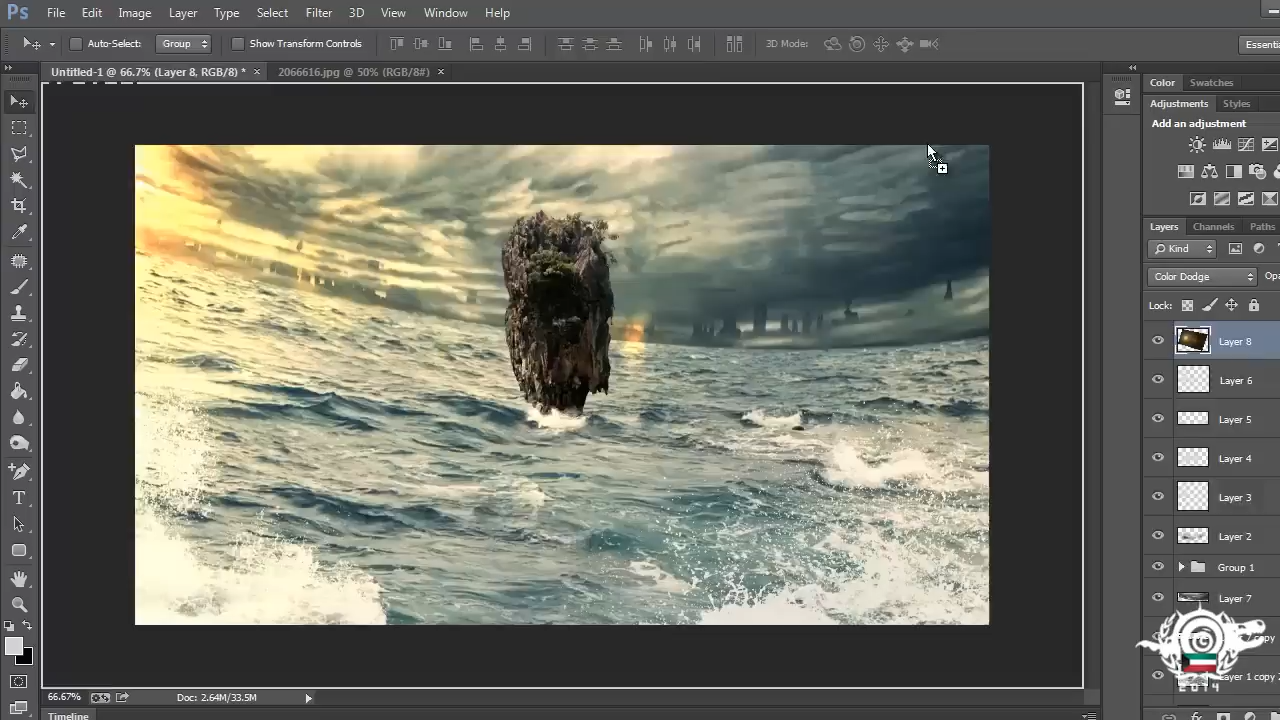 Ps File Edit Image Layer Type Select Filter 3D View Window Help
Auto-Select: Group Show Transform Controls 3D Mode: Essenti
Untitled-1 @ 66.7% (Layer 8, RGB/8) * × 2066616.jpg @ 50% (RGB/8#) ×
Color Swatches
Adjustments Styles
Add an adjustment
Layers Channels Paths
Kind
Color Dodge Opa
Lock:
Layer 8
Layer 6
Layer 5
Layer 4
Layer 3
Layer 2
Group 1
Layer 7
copy
Layer 1 copy 2
2014
66.67% Doc: 2.64M/33.5M
Timeline